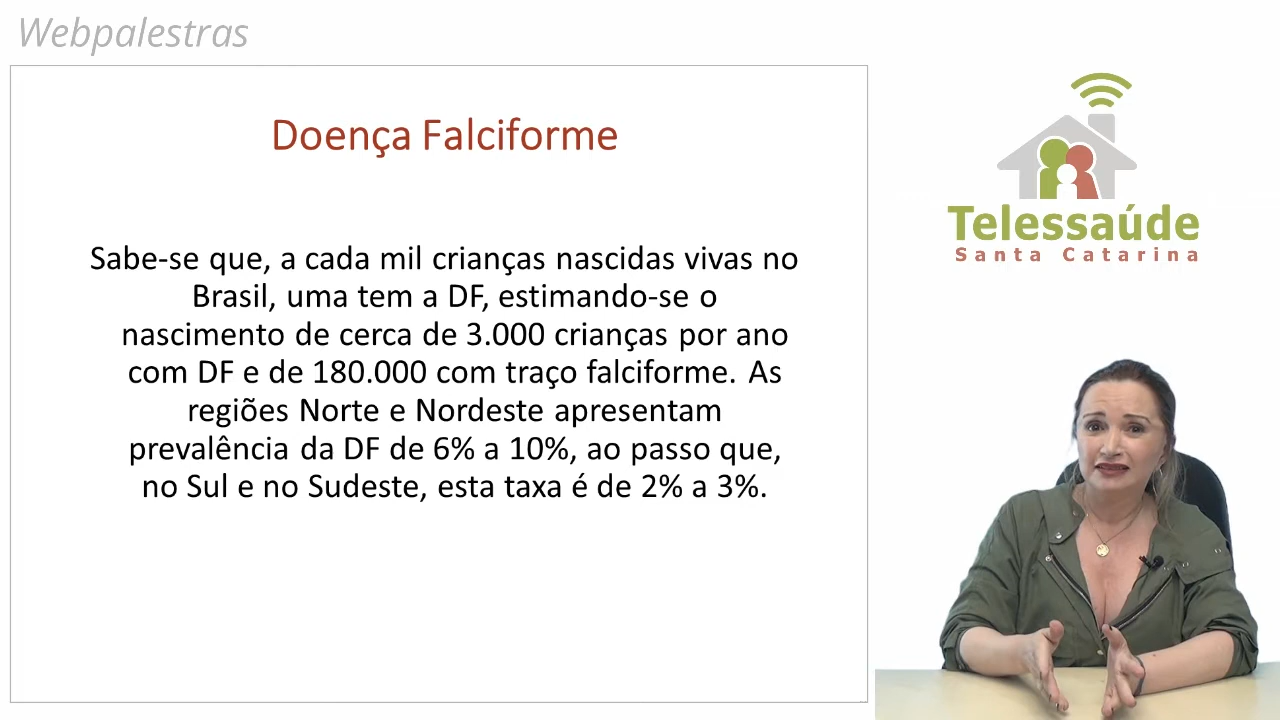 Webpalestras
Doença Falciforme
Sabe-se que, a cada mil crianças nascidas vivas no
Brasil, uma tem a DF, estimando-se o
nascimento de cerca de 3.000 crianças por ano
com DF e de 180.000 com traço falciforme. As
regiões Norte e Nordeste apresentam
prevalência da DF de 6% a 10%, ao passo que,
no Sul e no Sudeste, esta taxa é de 2% a 3%.
Telessaúde
Santa Catarina